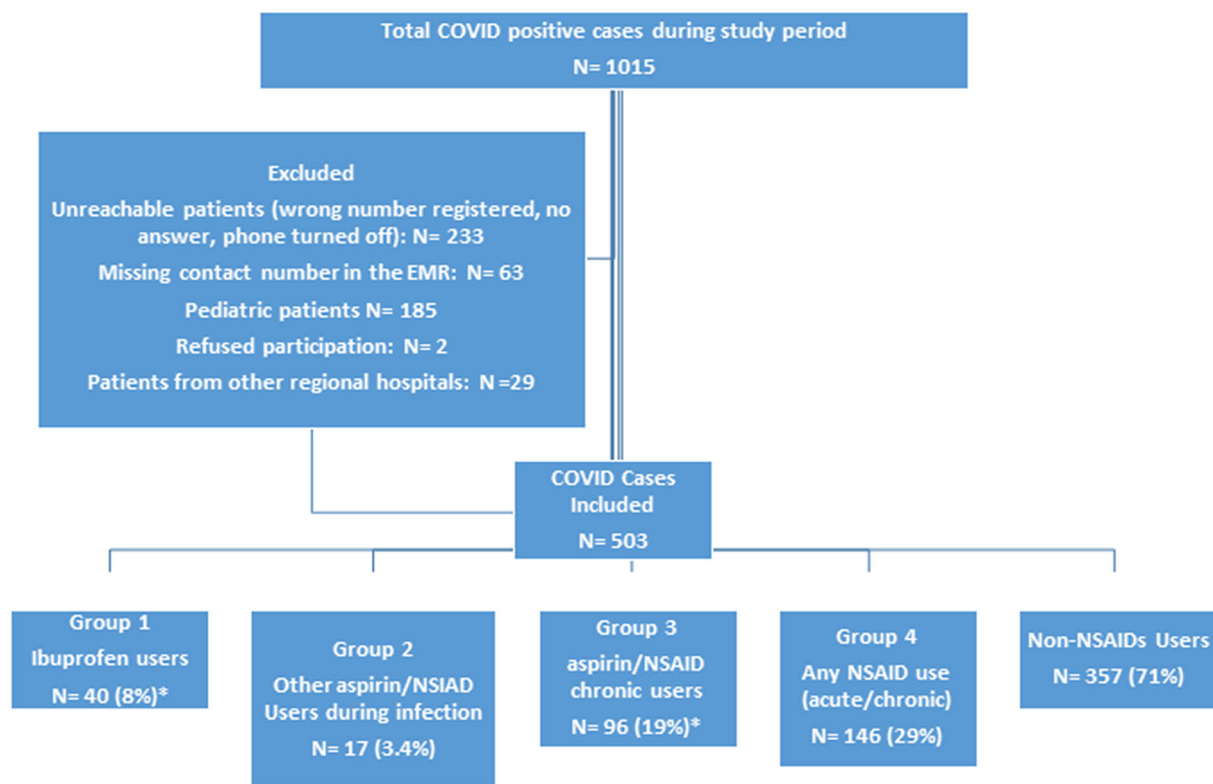 Total COVID positive cases during study period
N= 1015
Excluded
Unreachable patients (wrong number registered, no
answer, phone turned off): N= 233
Missing contact number in the EMR: N= 63
Pediatric patients N= 185
Refused participation: N= 2
Patients from other regional hospitals: N =29
COVID Cases
Included
N= 503
Group 1
Ibuprofen users
N= 40 (8%)*
Group 2
Other aspirin/NSIAD
Users during infection
N= 17 (3.4%)
Group 3
aspirin/NSAID
chronic users
N= 96 (19%)*
Group 4
Any NSAID use
(acute/chronic)
N= 146 (29%)
Non-NSAIDs Users
N= 357 (71%)